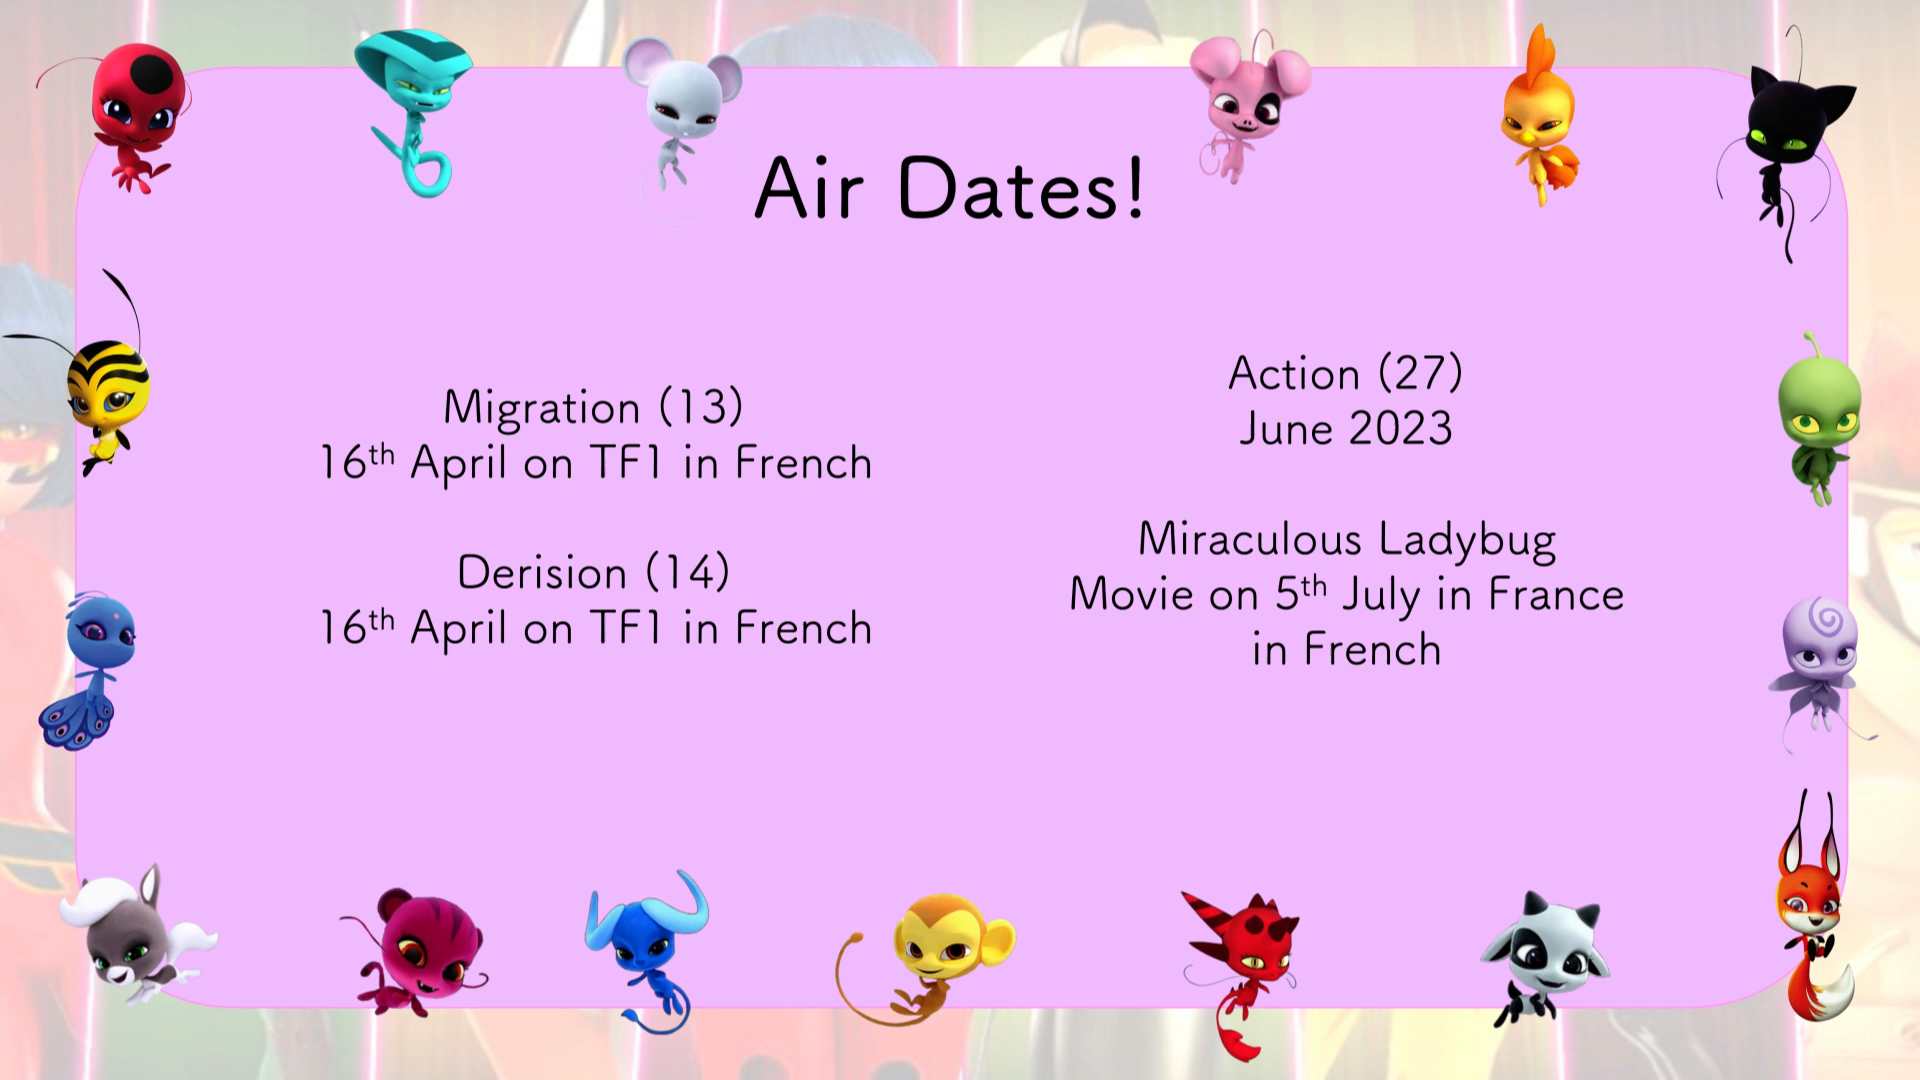 Air Dates!
Migration (13)
16th April on TF1 in French
Derision (14)
16th April on TF1 in French
Action (27)
June 2023
Miraculous Ladybug
Movie on 5th July in France
in French